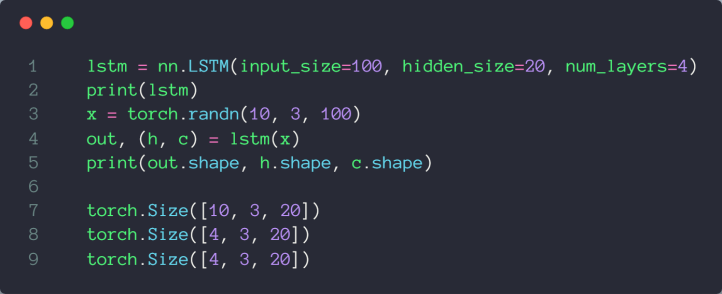 1 lstm = nn.LSTM(input_size=100, hidden_size=20, num_layers=4)
2 print(lstm)
3 x = torch.randn(10, 3, 100)
4 out, (h, c) = lstm(x)
5 print(out.shape, h.shape, c.shape)
6
7 torch.Size([10, 3, 20])
8 torch.Size([4, 3, 20])
9 torch.Size([4, 3, 20])